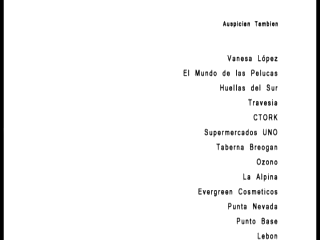 Auspicien Tambien
Vanesa López
El Mundo de las Pelucas
Huellas del Sur
Travesia
CTORK
Supermercados UNO
Taberna Breogan
Ozono
La Alpina
Evergreen Cosmeticos
Punta Nevada
Punto Base
Lebon